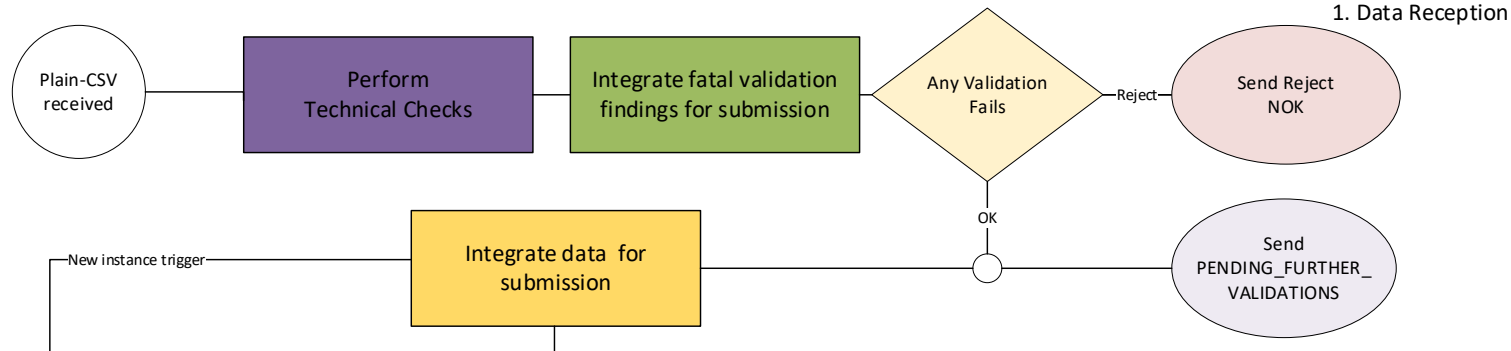 1. Data Reception
Plain-CSV
received
Perform
Technical Checks
Integrate fatal validation
findings for submission
Any Validation
Fails
Reject
Send Reject
NOK
OK
New instance trigger
Integrate data for
submission
Send
PENDING_FURTHER_
VALIDATIONS